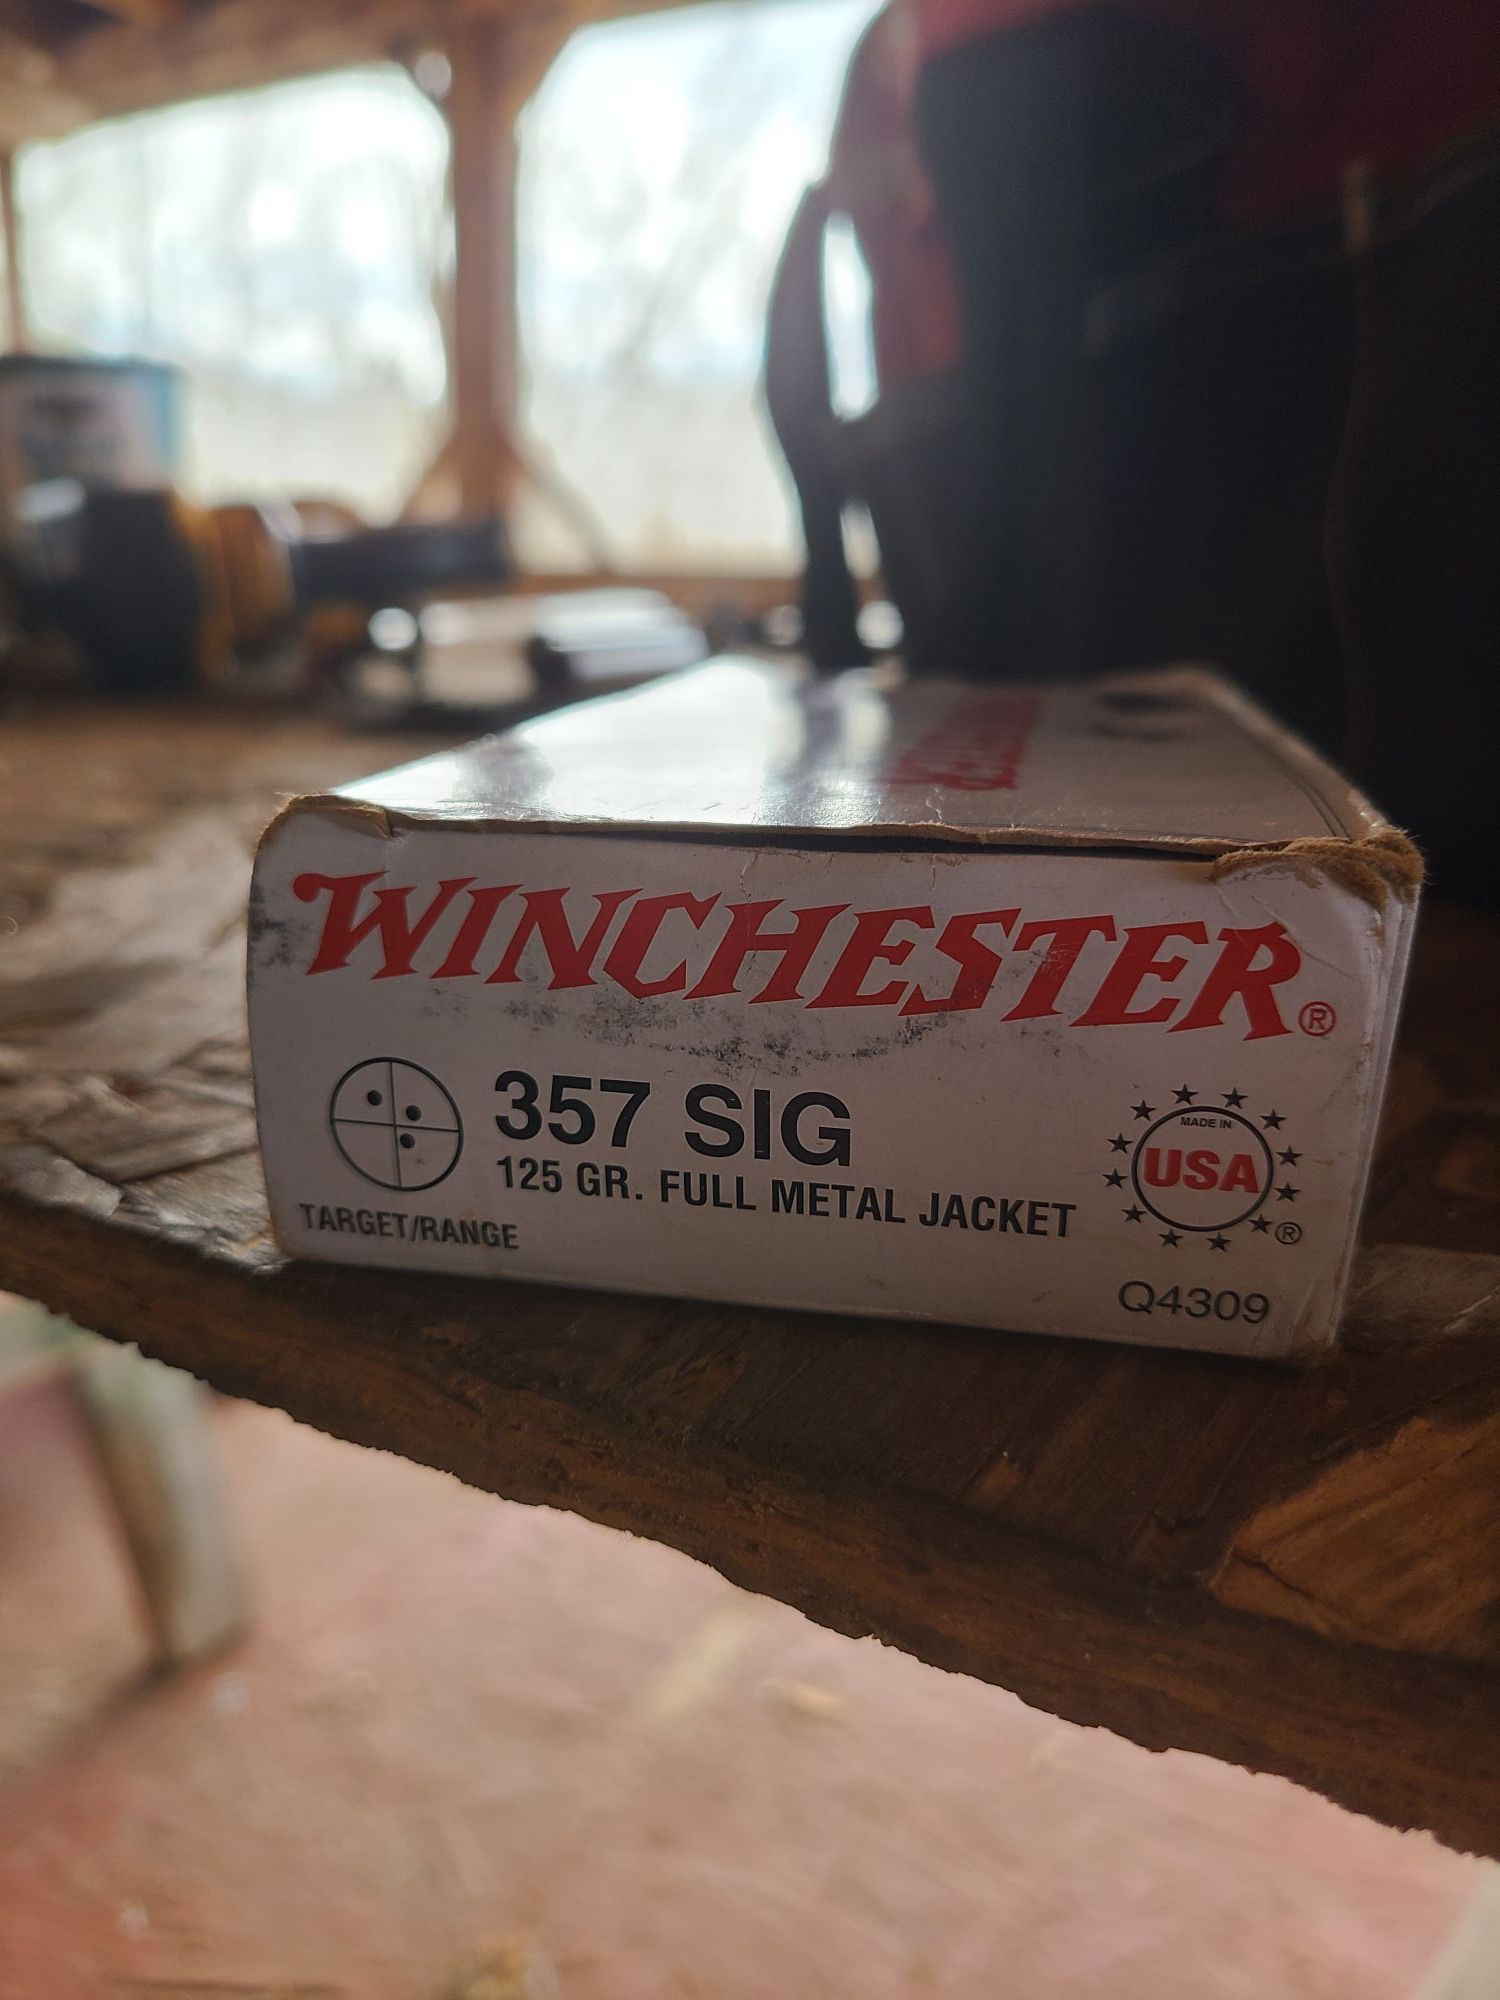 WINCHESTER®
357 SIG
125 GR. FULL METAL JACKET
TARGET/RANGE
MADE IN
USA
®
Q4309